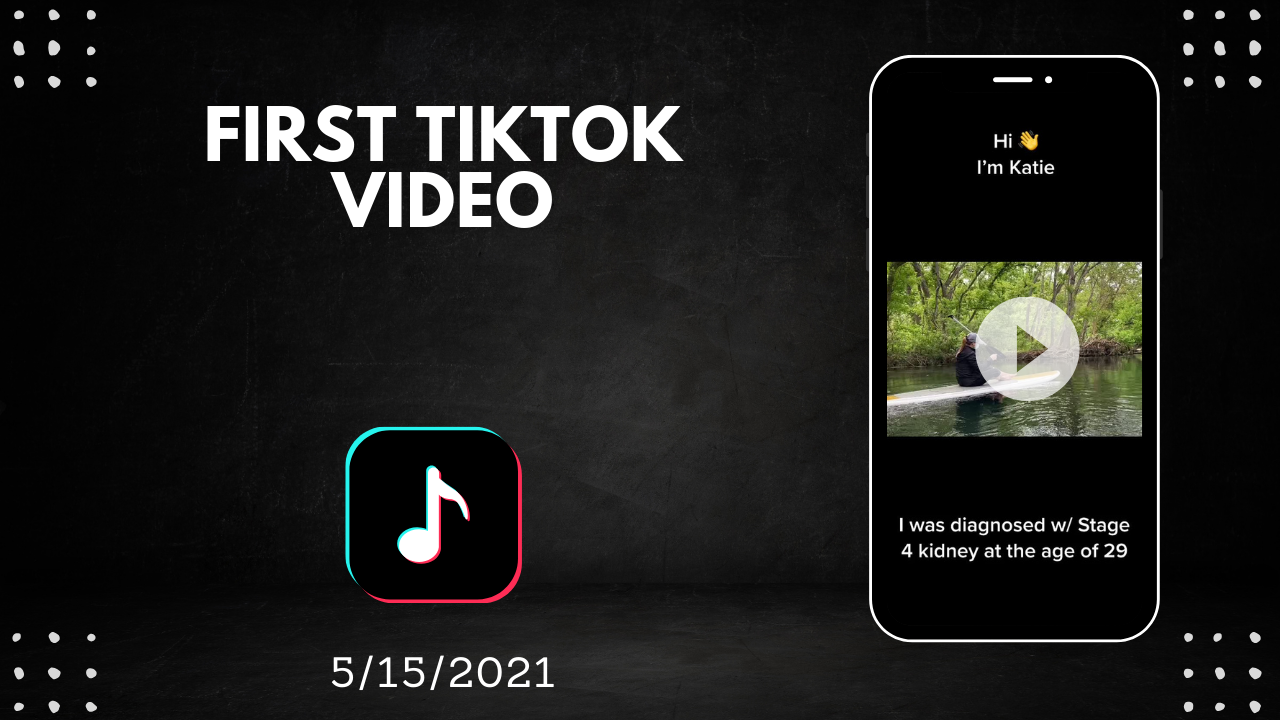 FIRST TIKTOK
VIDEO
5/15/2021
Hi 👋
I'm Katie
I was diagnosed w/ Stage
4 kidney at the age of 29